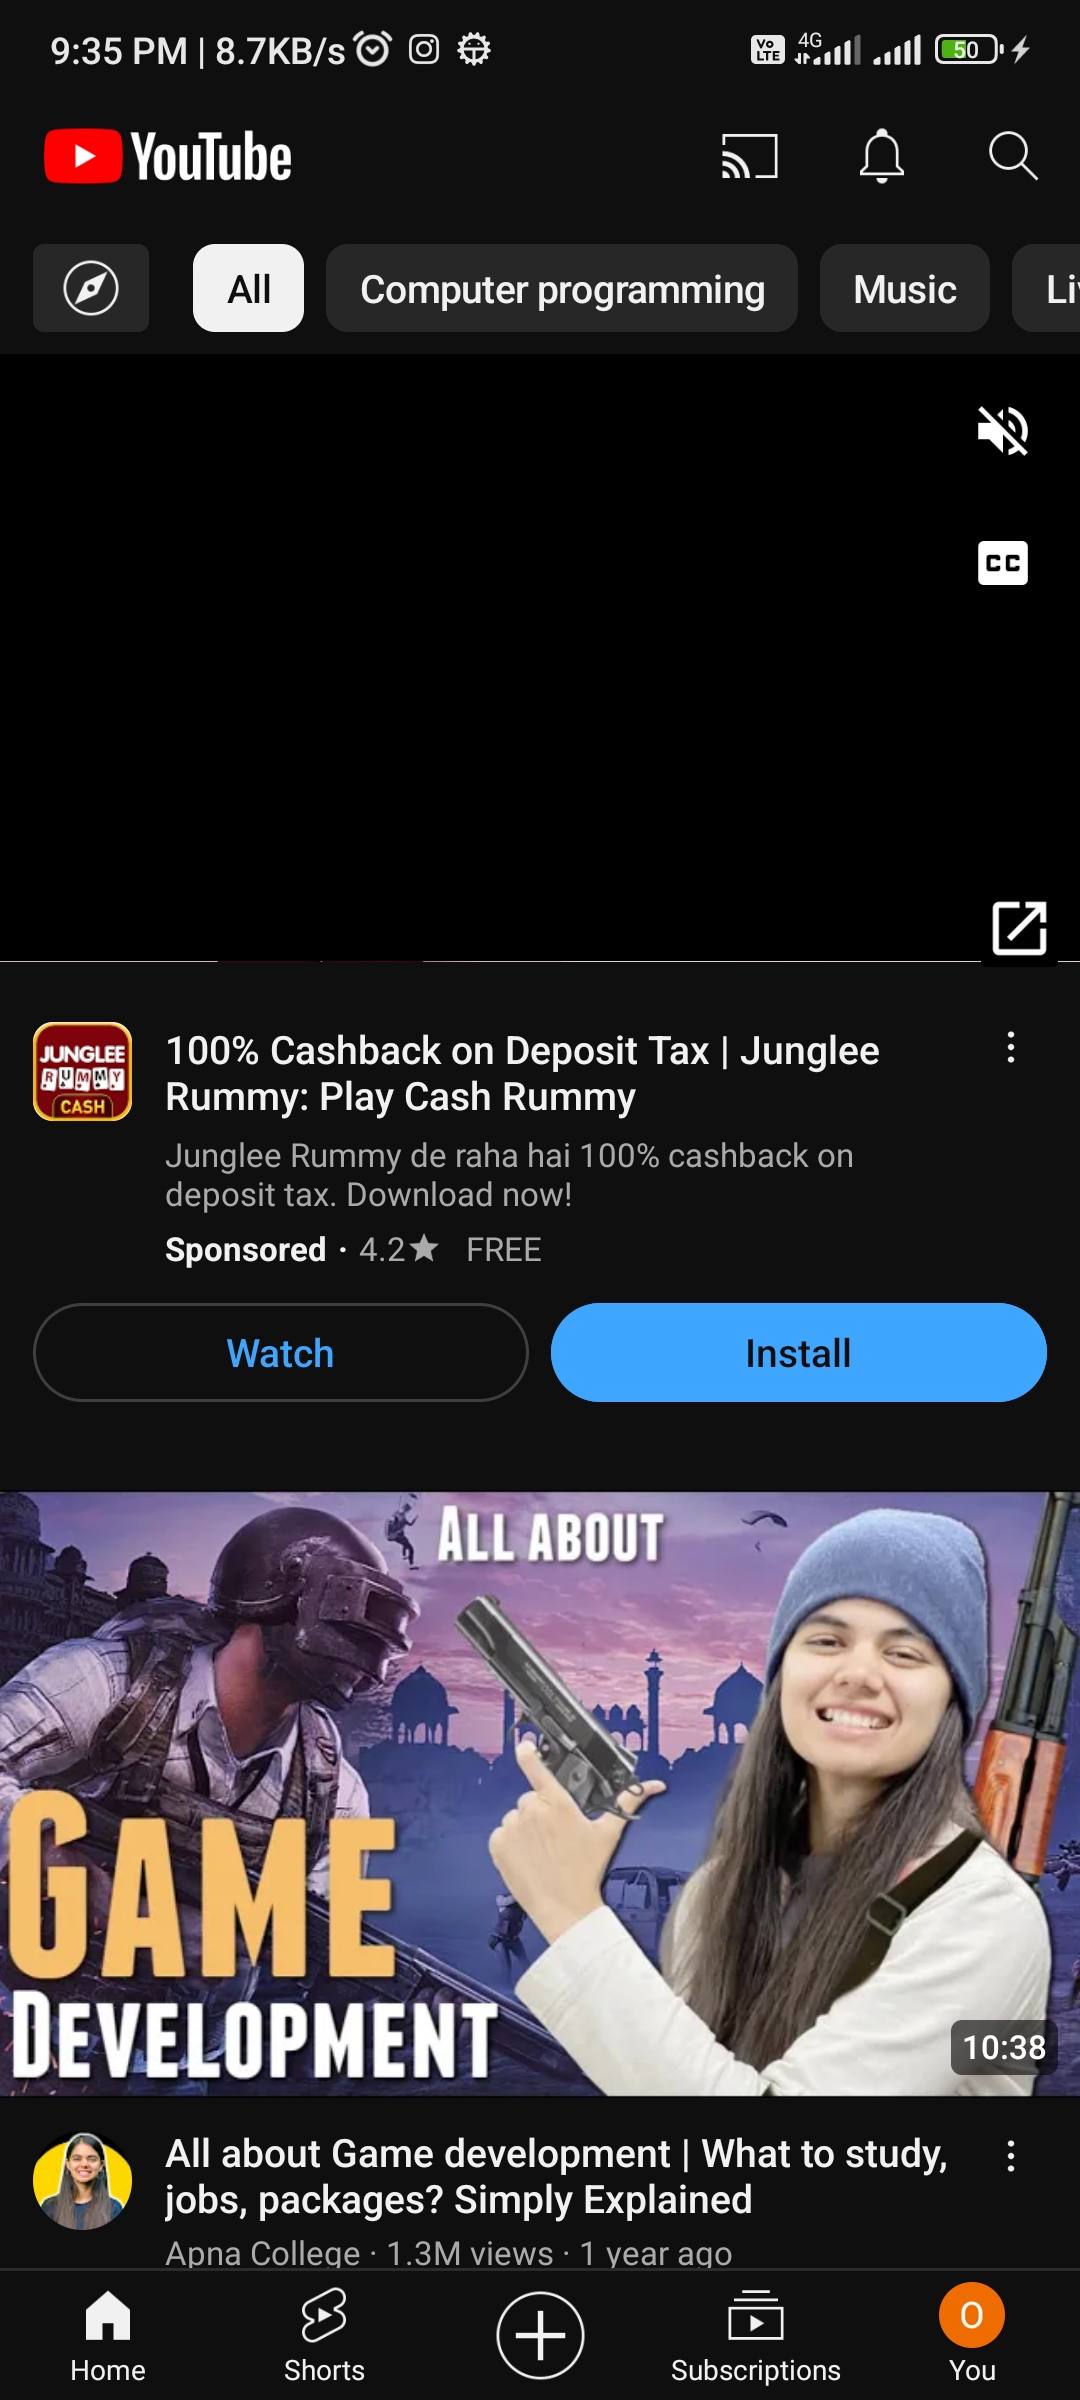 9:35 PM | 8.7KB/s
Vo LTE 4G 50
YouTube
All Computer programming Music Li
CC
JUNGLEE RUMMY CASH
100% Cashback on Deposit Tax | Junglee
Rummy: Play Cash Rummy
Junglee Rummy de raha hai 100% cashback on
deposit tax. Download now!
Sponsored · 4.2★ FREE
Watch Install
ALL ABOUT
GAME
DEVELOPMENT
10:38
All about Game development | What to study,
jobs, packages? Simply Explained
Apna College · 1.3M views · 1 year ago
O
Home Shorts Subscriptions You